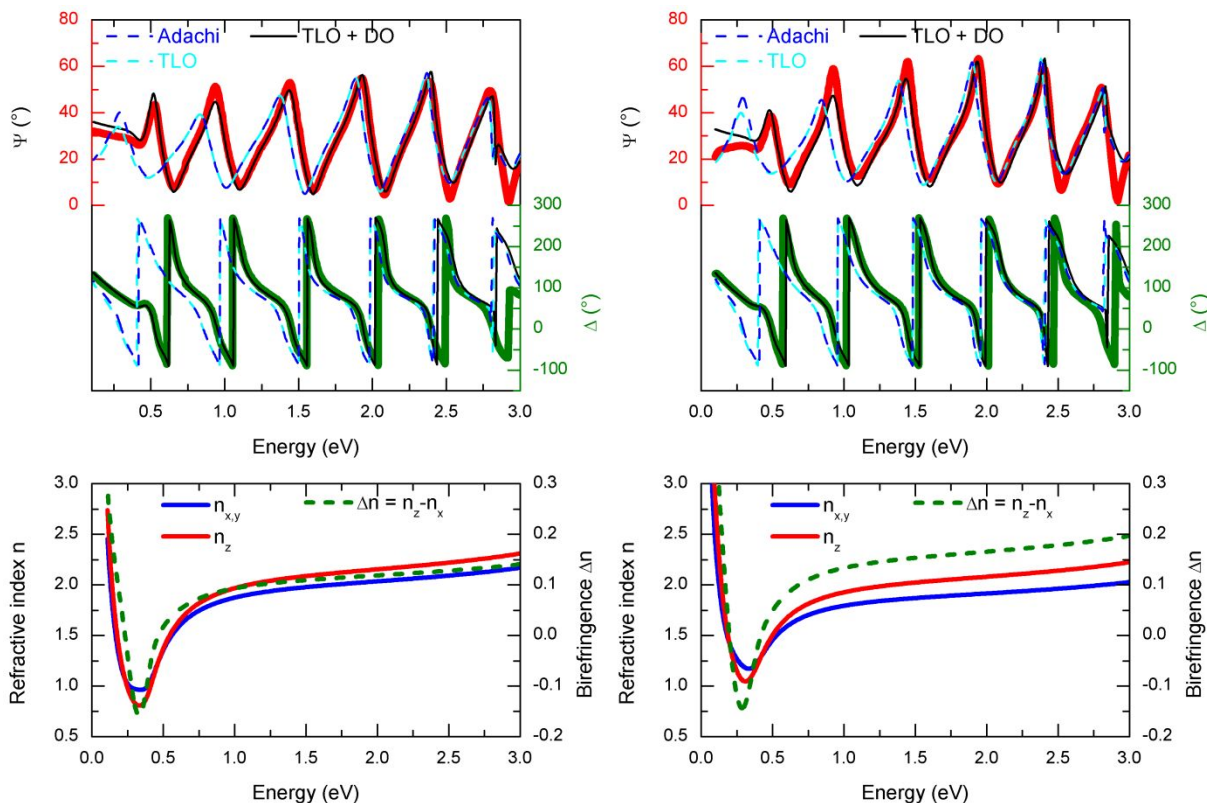 Adachi TLO + DO
TLO
80
60
40
20
0
Ψ (°)
300
200
100
0
-100
Δ (°)
0.5 1.0 1.5 2.0 2.5 3.0
Energy (eV)
Adachi TLO + DO
TLO
80
60
40
20
0
Ψ (°)
300
200
100
0
-100
Δ (°)
0.0 0.5 1.0 1.5 2.0 2.5 3.0
Energy (eV)
n_x,y Δn = n_z-n_x
n_z
3.0
2.5
2.0
1.5
1.0
0.5
Refractive index n
0.3
0.2
0.1
0.0
-0.1
-0.2
Birefringence Δn
0.0 0.5 1.0 1.5 2.0 2.5 3.0
Energy (eV)
n_x,y Δn = n_z-n_x
n_z
3.0
2.5
2.0
1.5
1.0
0.5
Refractive index n
0.3
0.2
0.1
0.0
-0.1
-0.2
Birefringence Δn
0.0 0.5 1.0 1.5 2.0 2.5 3.0
Energy (eV)